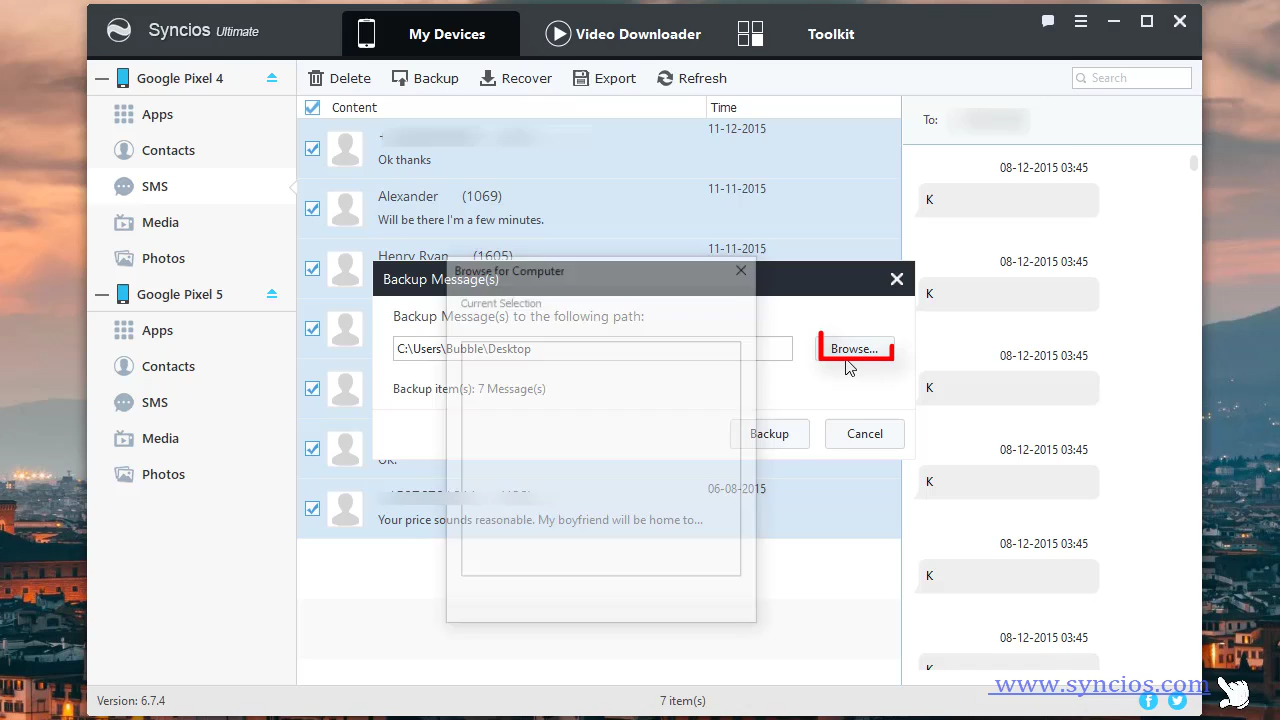 Syncios Ultimate
My Devices
Video Downloader
Toolkit
Google Pixel 4
Delete
Backup
Recover
Export
Refresh
Search
Apps
Contacts
SMS
Media
Photos
Google Pixel 5
Apps
Contacts
SMS
Media
Photos
Content
Time
11-12-2015
Ok thanks
Alexander (1069)
11-11-2015
Will be there I'm a few minutes.
Henry Ryan (1605)
11-11-2015
Browse for Computer
Backup Message(s)
Current Selection
Backup Message(s) to the following path:
C:\Users\Bubble\Desktop
Browse...
Backup item(s): 7 Message(s)
Backup
Cancel
06-08-2015
Your price sounds reasonable. My boyfriend will be home to...
To:
08-12-2015 03:45
K
08-12-2015 03:45
K
08-12-2015 03:45
K
08-12-2015 03:45
K
08-12-2015 03:45
K
08-12-2015 03:45
K
www.syncios.com
Version: 6.7.4
7 item(s)